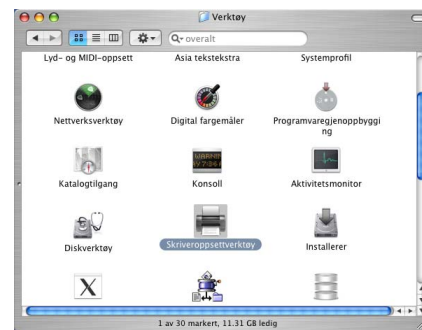 Verktøy
overalt
Lyd- og MIDI-oppsett
Asia tekstekstra
Systemprofil
Nettverksverktøy
Digital fargemåler
Programvaregjenoppbyggi
ng
Katalogtilgang
Konsoll
Aktivitetsmonitor
Diskverktøy
Skriveroppsettverktøy
Installerer
X
1 av 30 markert, 11.31 GB ledig